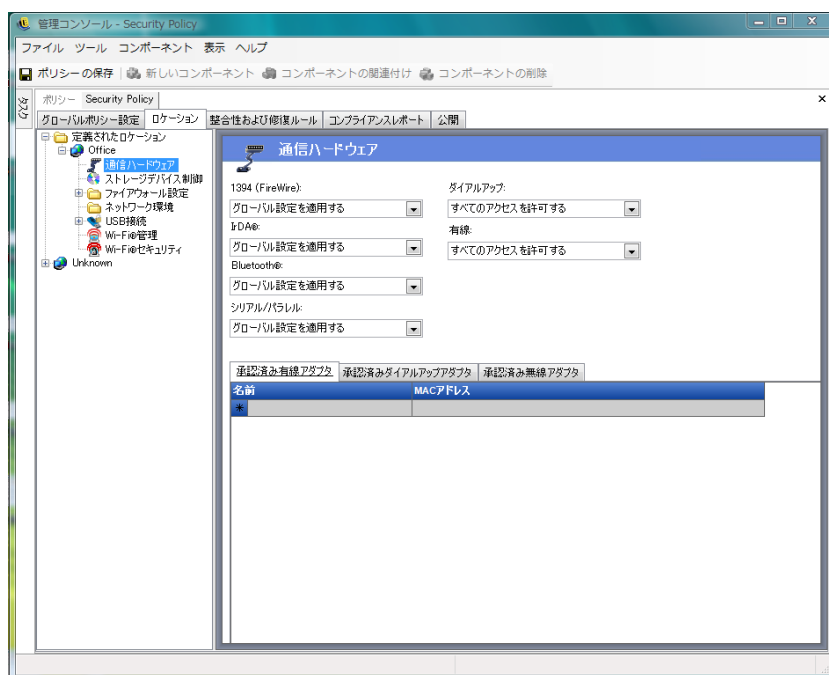 管理コンソール - Security Policy
ファイル ツール コンポーネント 表示 ヘルプ
ポリシーの保存 新しいコンポーネント コンポーネントの関連付け コンポーネントの削除
タスク
ポリシー Security Policy
グローバルポリシー設定 ロケーション 整合性および修復ルール コンプライアンスレポート 公開
定義されたロケーション
Office
通信ハードウェア
ストレージデバイス制御
ファイアウォール設定
ネットワーク環境
USB接続
Wi-Fi®管理
Wi-Fi®セキュリティ
Unknown
通信ハードウェア
1394 (FireWire):
グローバル設定を適用する
IrDA®:
グローバル設定を適用する
Bluetooth®:
グローバル設定を適用する
シリアル/パラレル:
グローバル設定を適用する
ダイアルアップ:
すべてのアクセスを許可する
有線:
すべてのアクセスを許可する
承認済み有線アダプタ 承認済みダイアルアップアダプタ 承認済み無線アダプタ
名前 MACアドレス